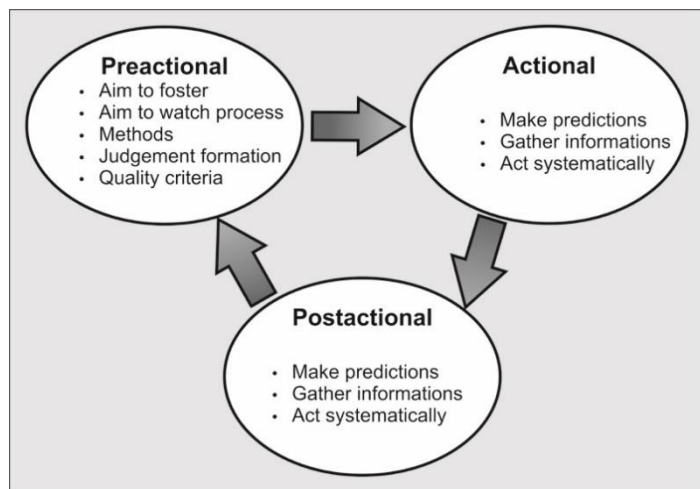 Preactional
• Aim to foster
• Aim to watch process
• Methods
• Judgement formation
• Quality criteria
Actional
• Make predictions
• Gather informations
• Act systematically
Postactional
• Make predictions
• Gather informations
• Act systematically